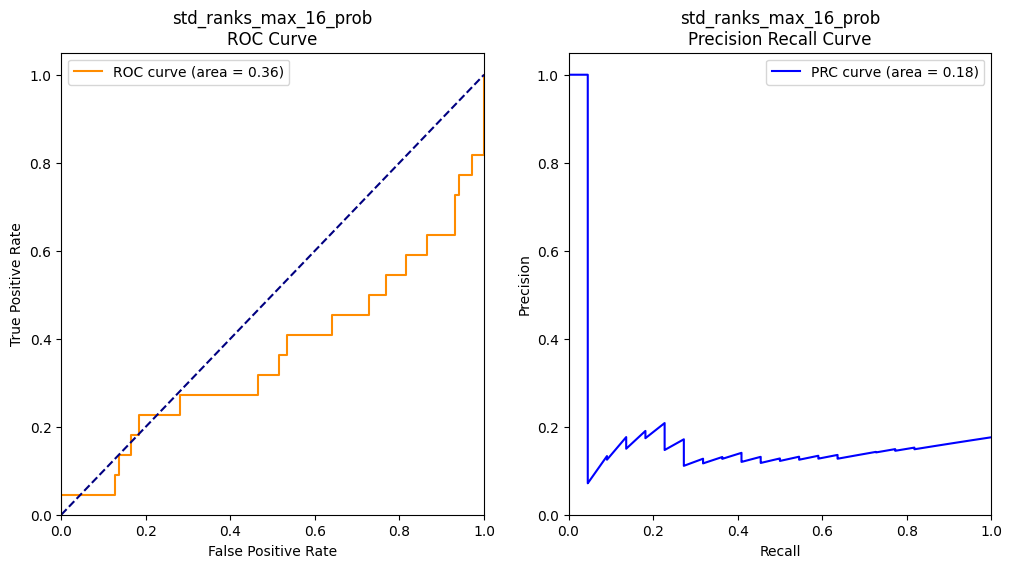 std_ranks_max_16_prob
ROC Curve
ROC curve (area = 0.36)
1.0
0.8
0.6
0.4
0.2
0.0
True Positive Rate
0.0 0.2 0.4 0.6 0.8 1.0
False Positive Rate
std_ranks_max_16_prob
Precision Recall Curve
PRC curve (area = 0.18)
1.0
0.8
0.6
0.4
0.2
0.0
Precision
0.0 0.2 0.4 0.6 0.8 1.0
Recall